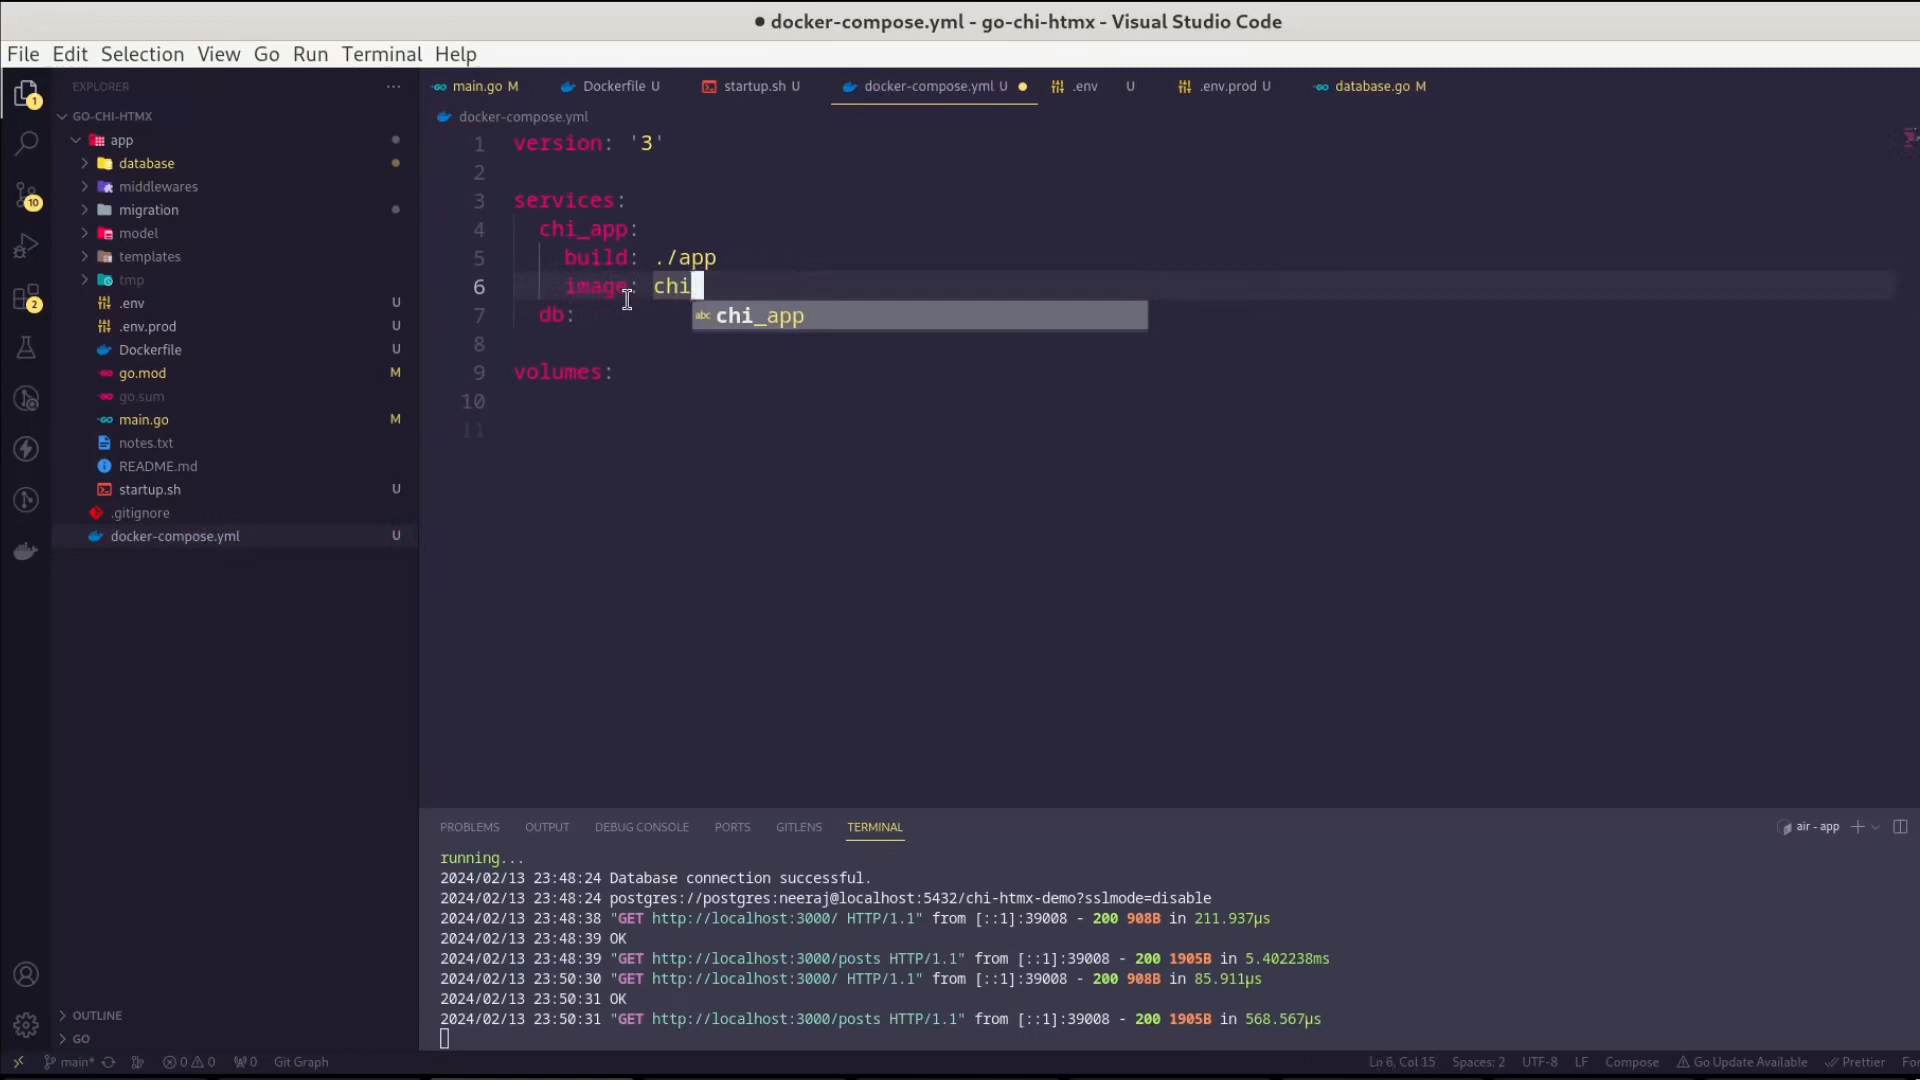 ● docker-compose.yml - go-chi-htmx - Visual Studio Code
File Edit Selection View Go Run Terminal Help
EXPLORER ···
main.go M Dockerfile U startup.sh U docker-compose.yml U ● .env U .env.prod U database.go M
GO-CHI-HTMX
app
database
middlewares
migration
model
templates
tmp
.env U
.env.prod U
Dockerfile U
go.mod M
go.sum
main.go M
notes.txt
README.md
startup.sh U
.gitignore
docker-compose.yml U
OUTLINE
GO
1
10
2
docker-compose.yml
1 version: '3'
2
3 services:
4 chi_app:
5 build: ./app
6 image: chi
7 db:
abc chi_app
8
9 volumes:
10
11
PROBLEMS OUTPUT DEBUG CONSOLE PORTS GITLENS TERMINAL
air - app
running...
2024/02/13 23:48:24 Database connection successful.
2024/02/13 23:48:24 postgres://postgres:neeraj@localhost:5432/chi-htmx-demo?sslmode=disable
2024/02/13 23:48:38 "GET http://localhost:3000/ HTTP/1.1" from [::1]:39008 - 200 908B in 211.937µs
2024/02/13 23:48:39 OK
2024/02/13 23:48:39 "GET http://localhost:3000/posts HTTP/1.1" from [::1]:39008 - 200 1905B in 5.402238ms
2024/02/13 23:50:30 "GET http://localhost:3000/ HTTP/1.1" from [::1]:39008 - 200 908B in 85.911µs
2024/02/13 23:50:31 OK
2024/02/13 23:50:31 "GET http://localhost:3000/posts HTTP/1.1" from [::1]:39008 - 200 1905B in 568.567µs
main* 0 0 0 Git Graph Ln 6, Col 15 Spaces: 2 UTF-8 LF Compose Go Update Available Prettier Fo